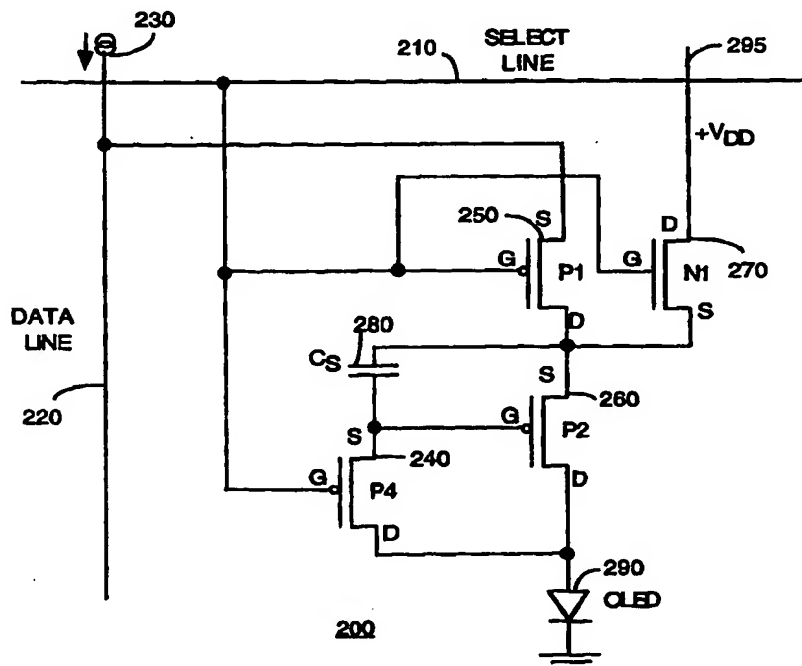 230
210
SELECT
LINE
295
+VDD
250
S
D
G
P1
G
N1
270
D
S
DATA
LINE
280
CS
S
260
220
S
240
G
P2
G
P4
D
D
290
OLED
200